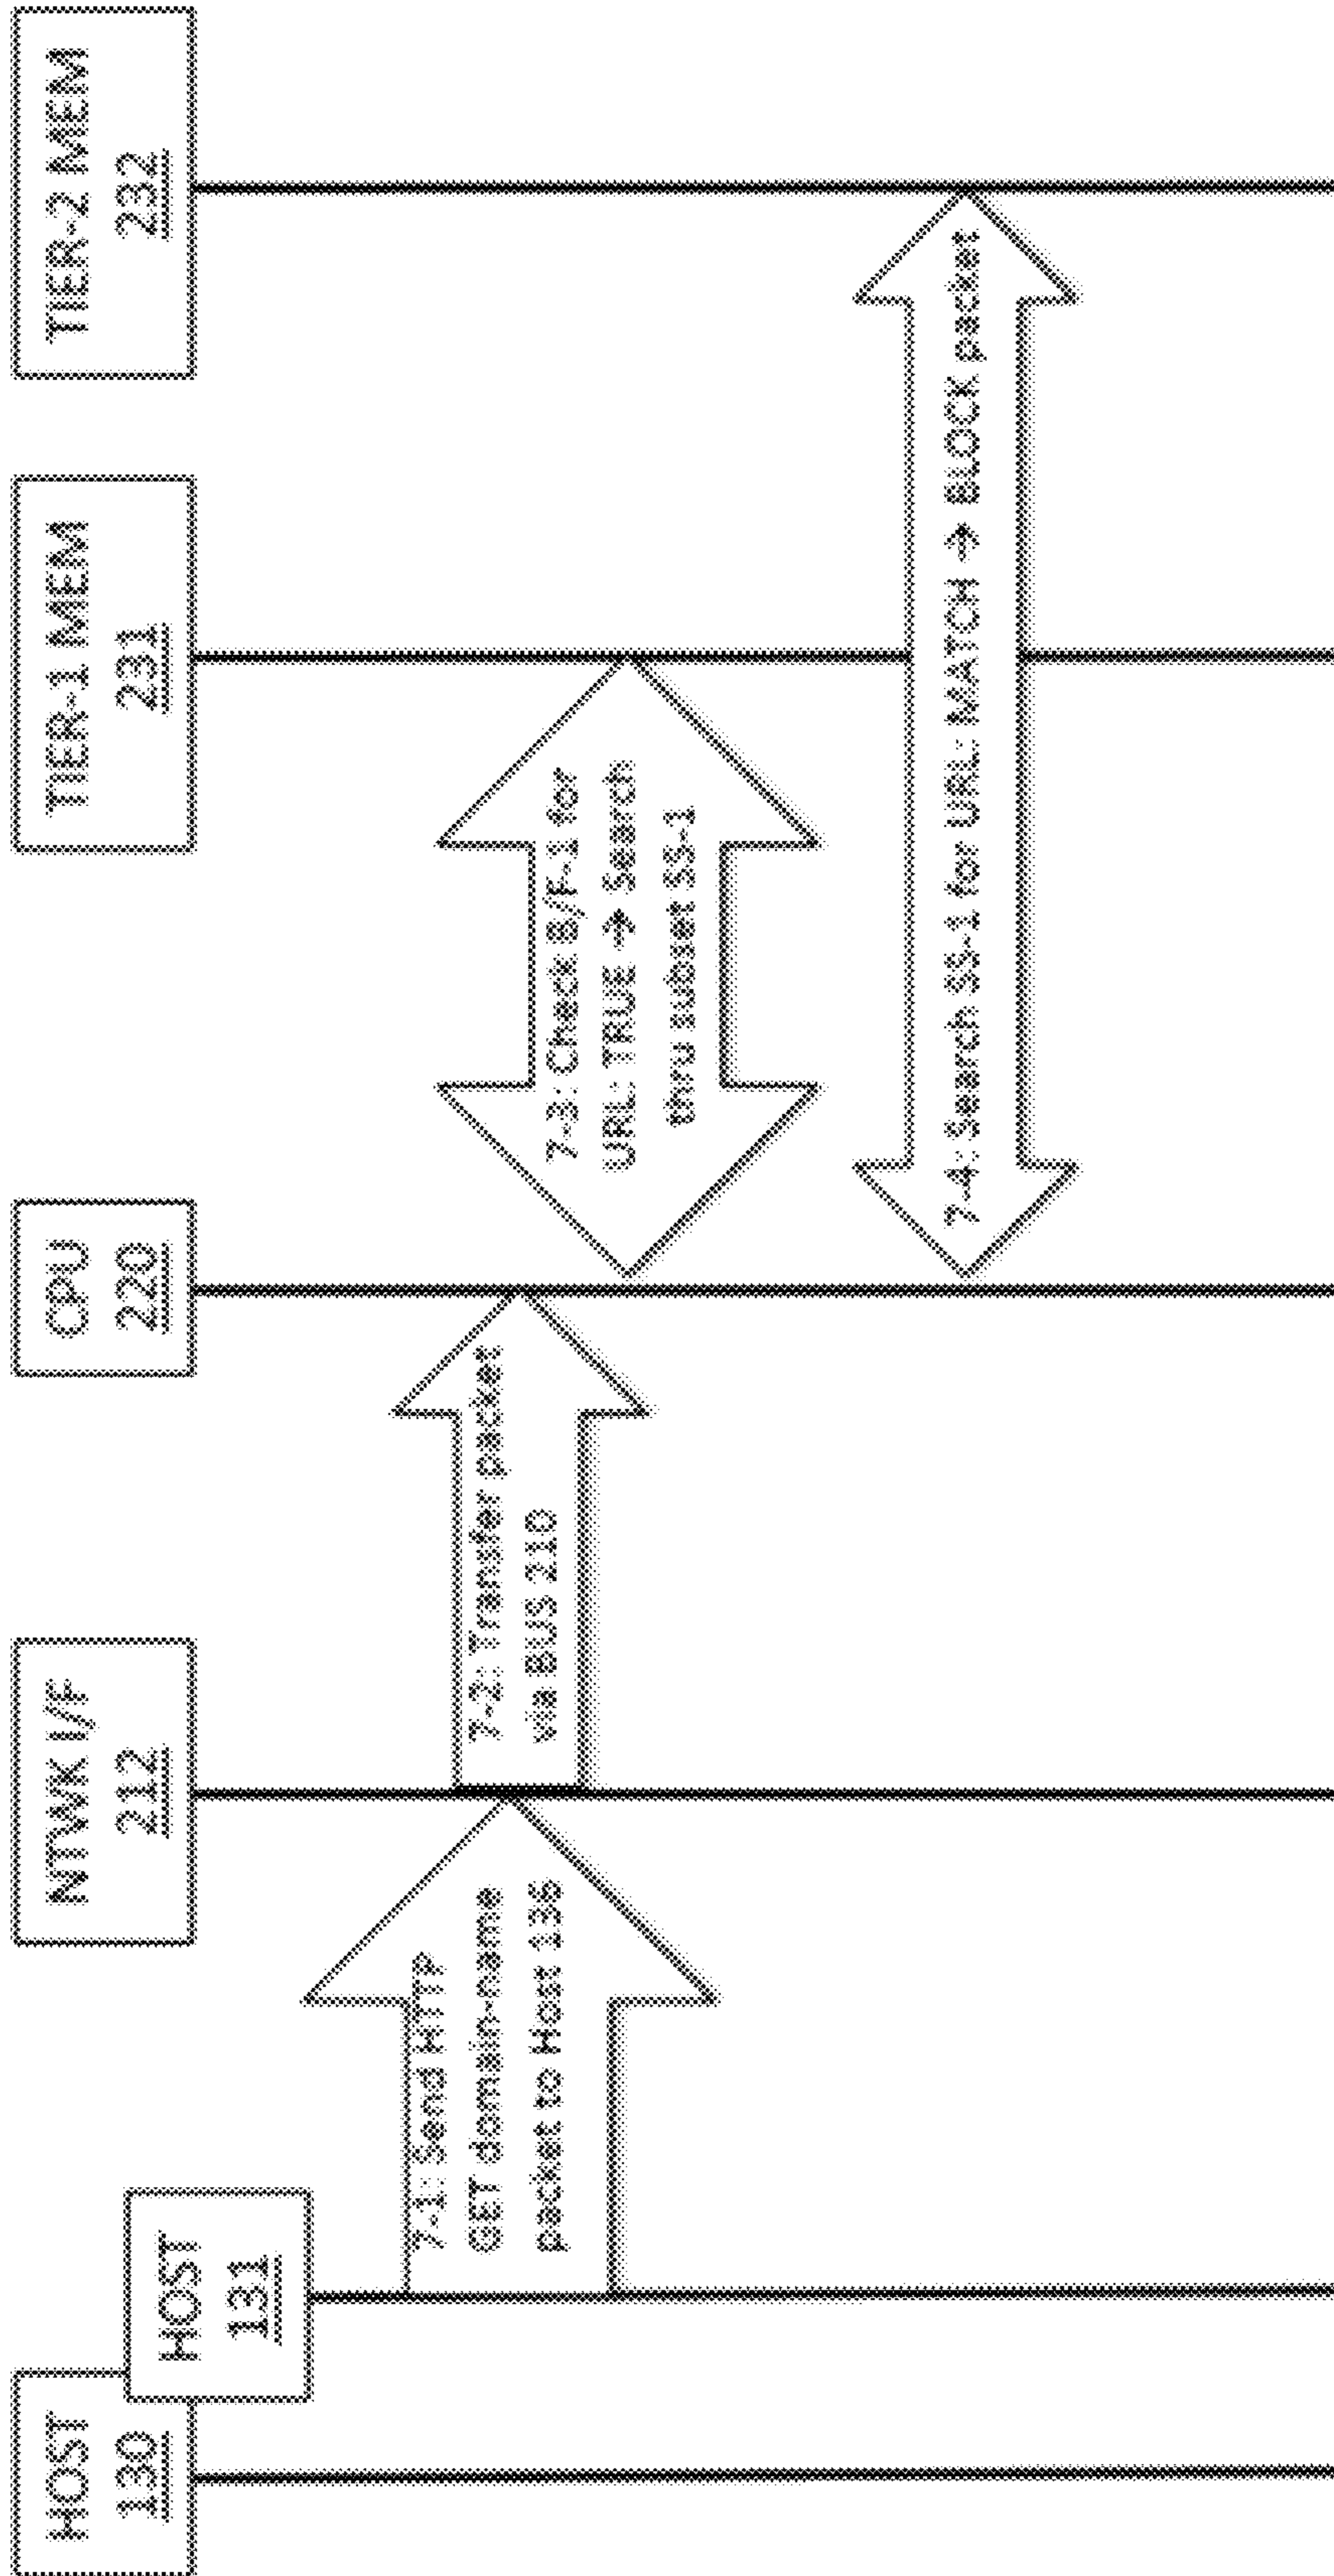 HOST
130
HOST
131
NTWK I/F
212
CPU
220
TIER-1 MEM
231
TIER-2 MEM
232
7-1: Send HTTP
GET domain-name
packet to Host 136
7-2: Transfer packet
via BUS 210
7-3: Check B/F-1 for
URL: TRUE → Search
thru subset SS-1
7-4: Search SS-1 for URL: MATCH → BLOCK packet